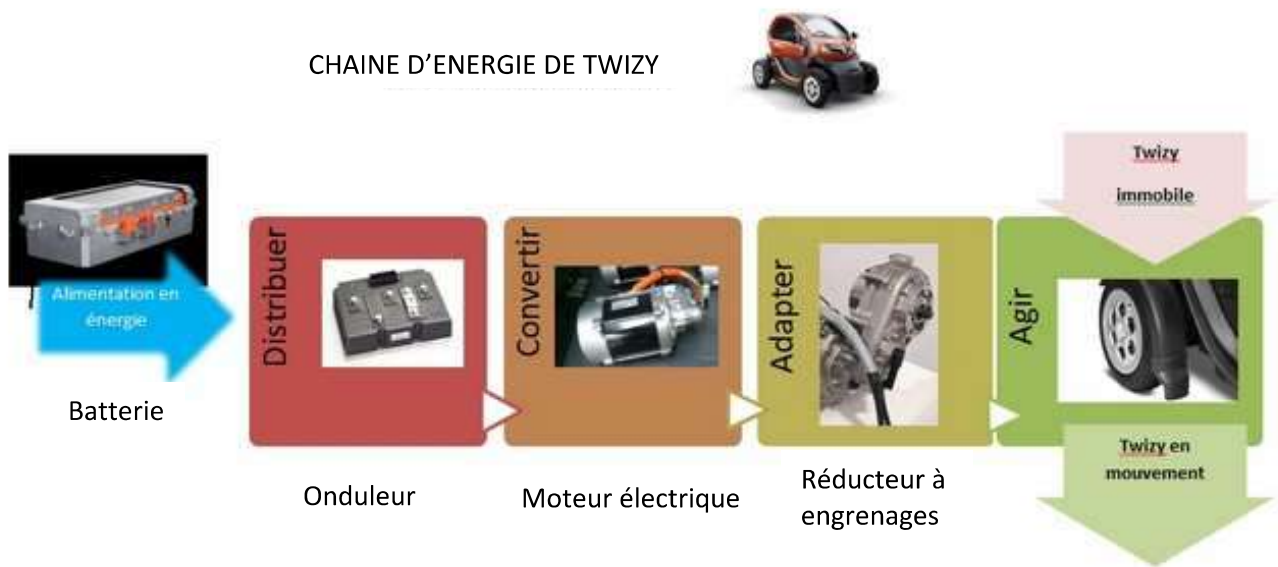 CHAINE D'ENERGIE DE TWIZY
Alimentation en
énergie
Batterie
Distribuer
Onduleur
Convertir
Moteur électrique
Adapter
Réducteur à
engrenages
Agir
Twizy
immobile
Twizy en
mouvement